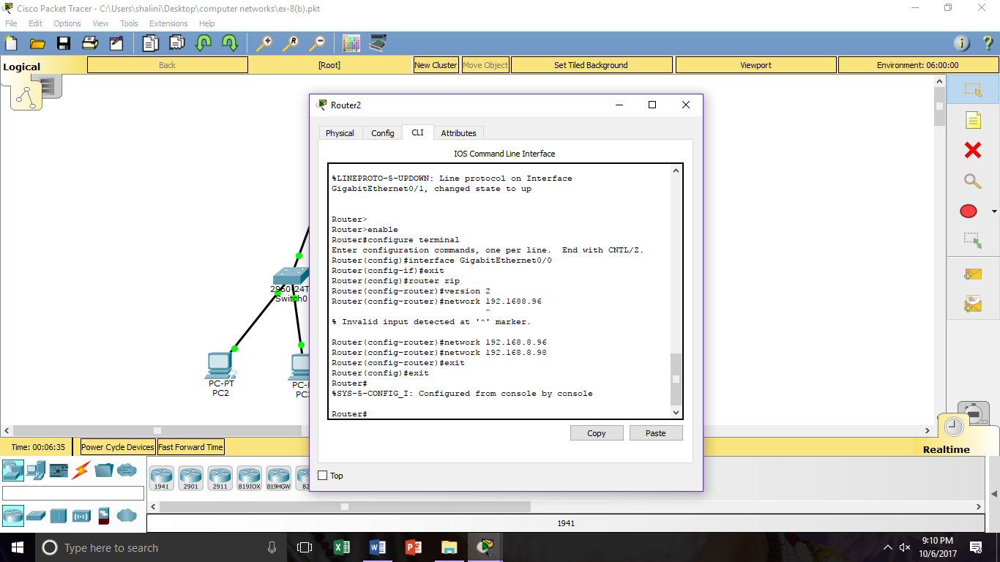 Cisco Packet Tracer - C:\Users\shalini\Desktop\computer networks\ex-8(b).pkt
File Edit Options View Tools Extensions Help
Logical
Back
[Root]
New Cluster
Move Object
Set Tiled Background
Viewport
Environment: 06:00:00
Router2
Physical Config CLI Attributes
IOS Command Line Interface
%LINEPROTO-5-UPDOWN: Line protocol on Interface
GigabitEthernet0/1, changed state to up
Router>
Router>enable
Router#configure terminal
Enter configuration commands, one per line.  End with CNTL/Z.
Router(config)#interface GigabitEthernet0/0
Router(config-if)#exit
Router(config)#router rip
Router(config-router)#version 2
Router(config-router)#network 192.1688.96
^
% Invalid input detected at '^' marker.
Router(config-router)#network 192.168.8.96
Router(config-router)#network 192.168.8.98
Router(config-router)#exit
Router(config)#exit
Router#
%SYS-5-CONFIG_I: Configured from console by console
Router#
Copy
Paste
Top
2960-24T
Switch0
PC-PT
PC2
PC-
Time: 00:06:35
Power Cycle Devices
Fast Forward Time
Realtime
1941
2901
2911
819IOX
819HGW
82
1941
Type here to search
9:10 PM
10/6/2017